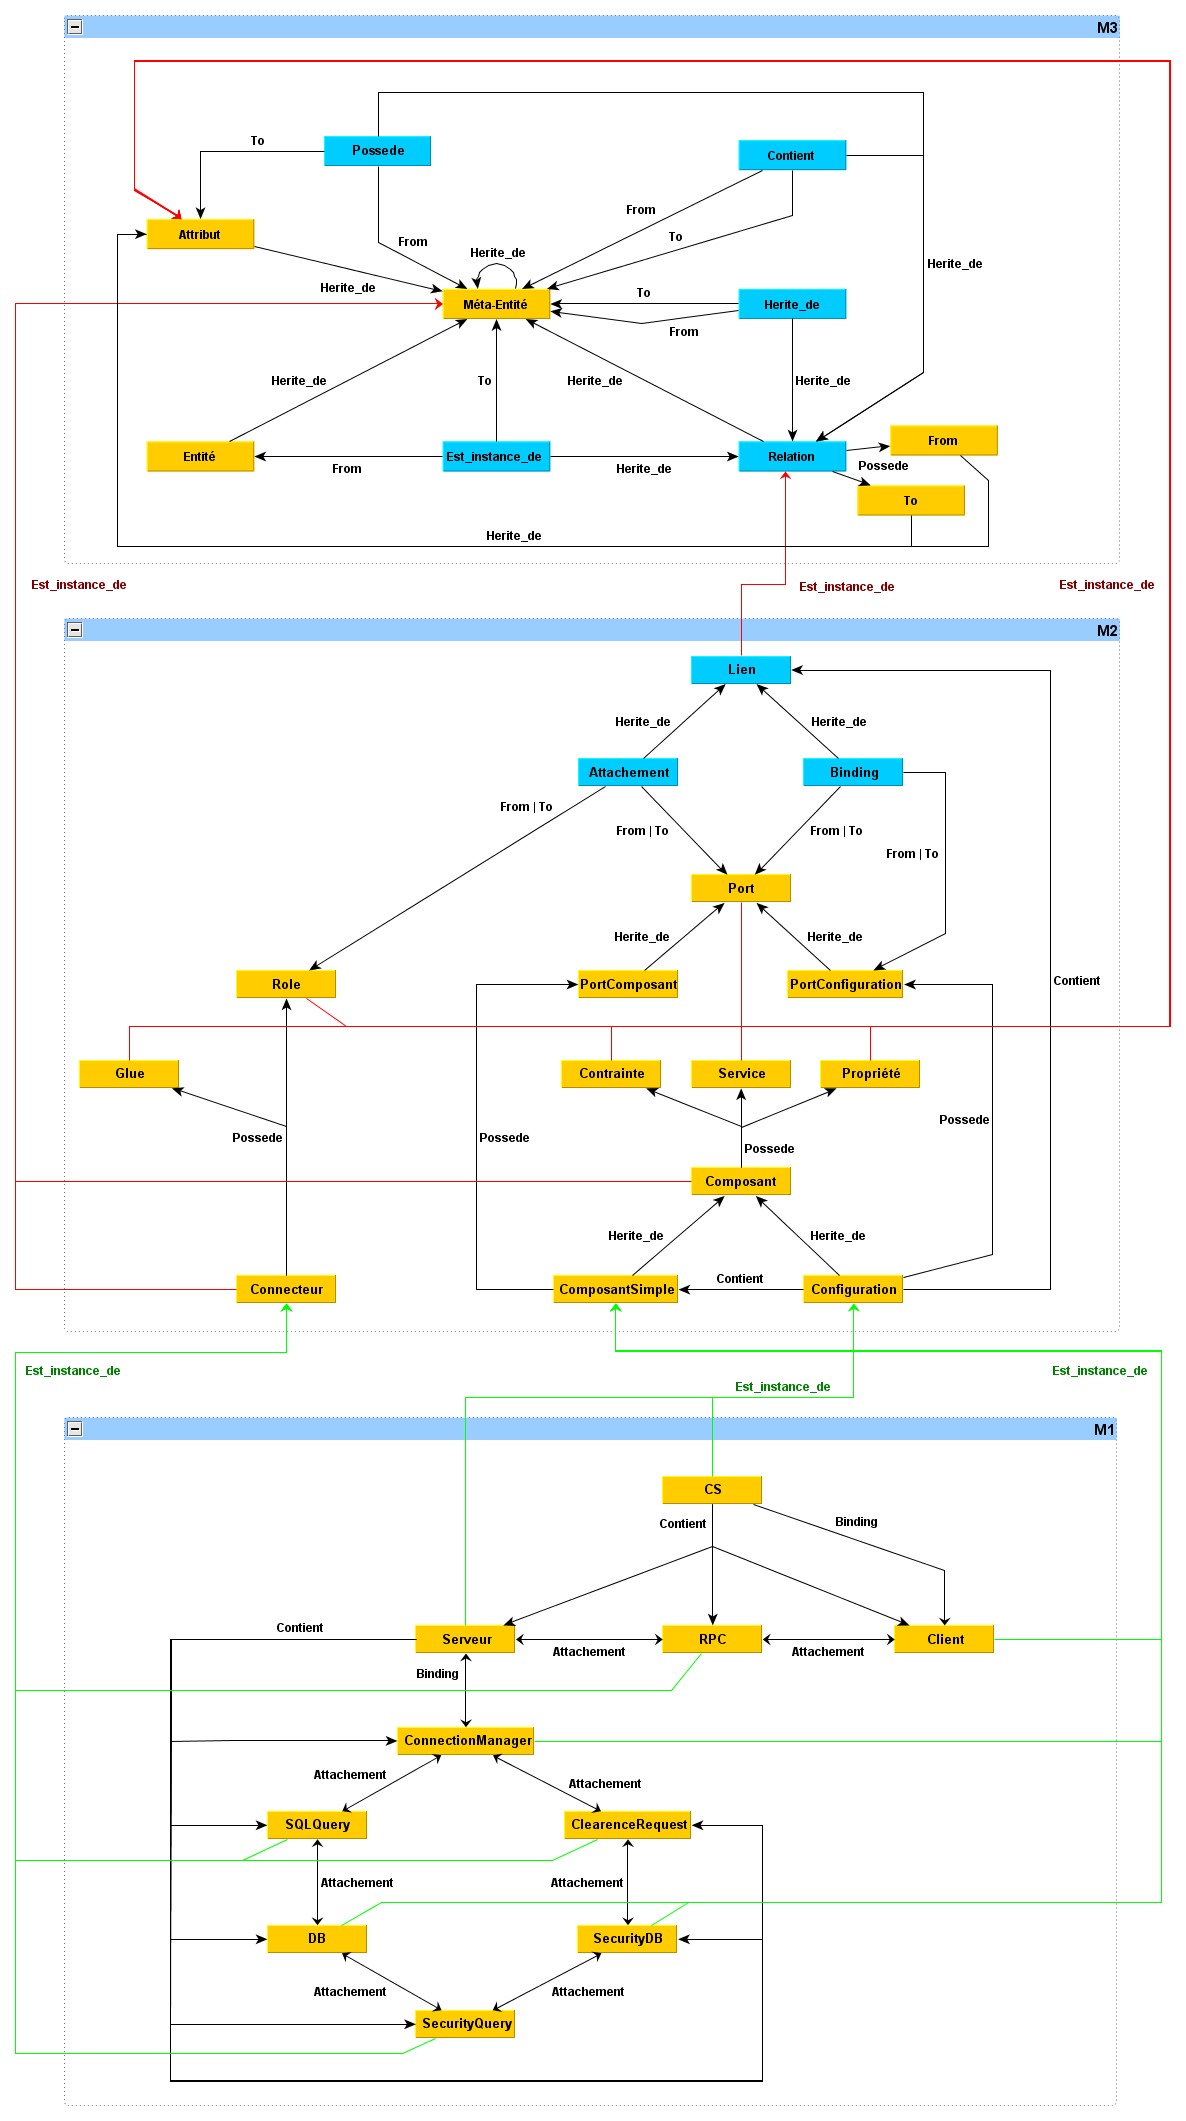 M3
To
Possede
Contient
From
To
Attribut
From
Herite_de
Herite_de
Herite_de
To
Méta-Entité
Herite_de
From
Herite_de
To
Herite_de
Herite_de
From
Entité
From
Est_instance_de
Herite_de
Relation
Possede
To
Herite_de
Est_instance_de
Est_instance_de
Est_instance_de
M2
Lien
Herite_de
Herite_de
Attachement
Binding
From | To
From | To
From | To
From | To
Port
Herite_de
Herite_de
Role
PortComposant
PortConfiguration
Contient
Glue
Contrainte
Service
Propriété
Possede
Possede
Possede
Possede
Composant
Herite_de
Herite_de
Contient
Connecteur
ComposantSimple
Configuration
Est_instance_de
Est_instance_de
Est_instance_de
M1
CS
Contient
Binding
Contient
Serveur
Attachement
RPC
Attachement
Client
Binding
ConnectionManager
Attachement
Attachement
SQLQuery
ClearenceRequest
Attachement
Attachement
DB
SecurityDB
Attachement
Attachement
SecurityQuery